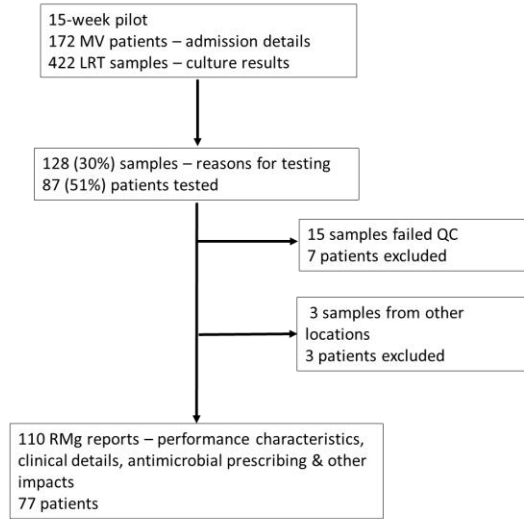 15-week pilot
172 MV patients – admission details
422 LRT samples – culture results
128 (30%) samples – reasons for testing
87 (51%) patients tested
15 samples failed QC
7 patients excluded
3 samples from other
locations
3 patients excluded
110 RMg reports – performance characteristics,
clinical details, antimicrobial prescribing & other
impacts
77 patients